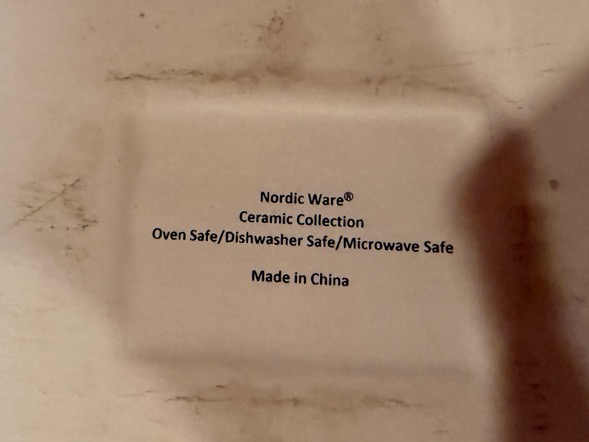 Nordic Ware®
Ceramic Collection
Oven Safe/Dishwasher Safe/Microwave Safe
Made in China